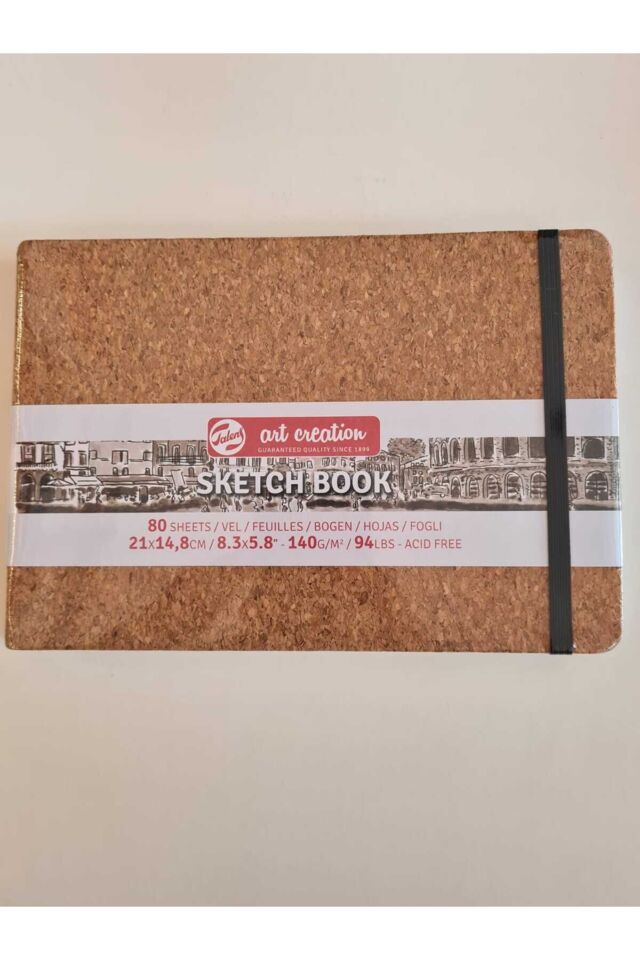 Talens
art creation
GUARANTEED QUALITY SINCE 1899
SKETCH BOOK
80 SHEETS / VEL / FEUILLES / BOGEN / HOJAS / FOGLI
21X14,8CM / 8.3X5.8" - 140G/M² / 94LBS - ACID FREE